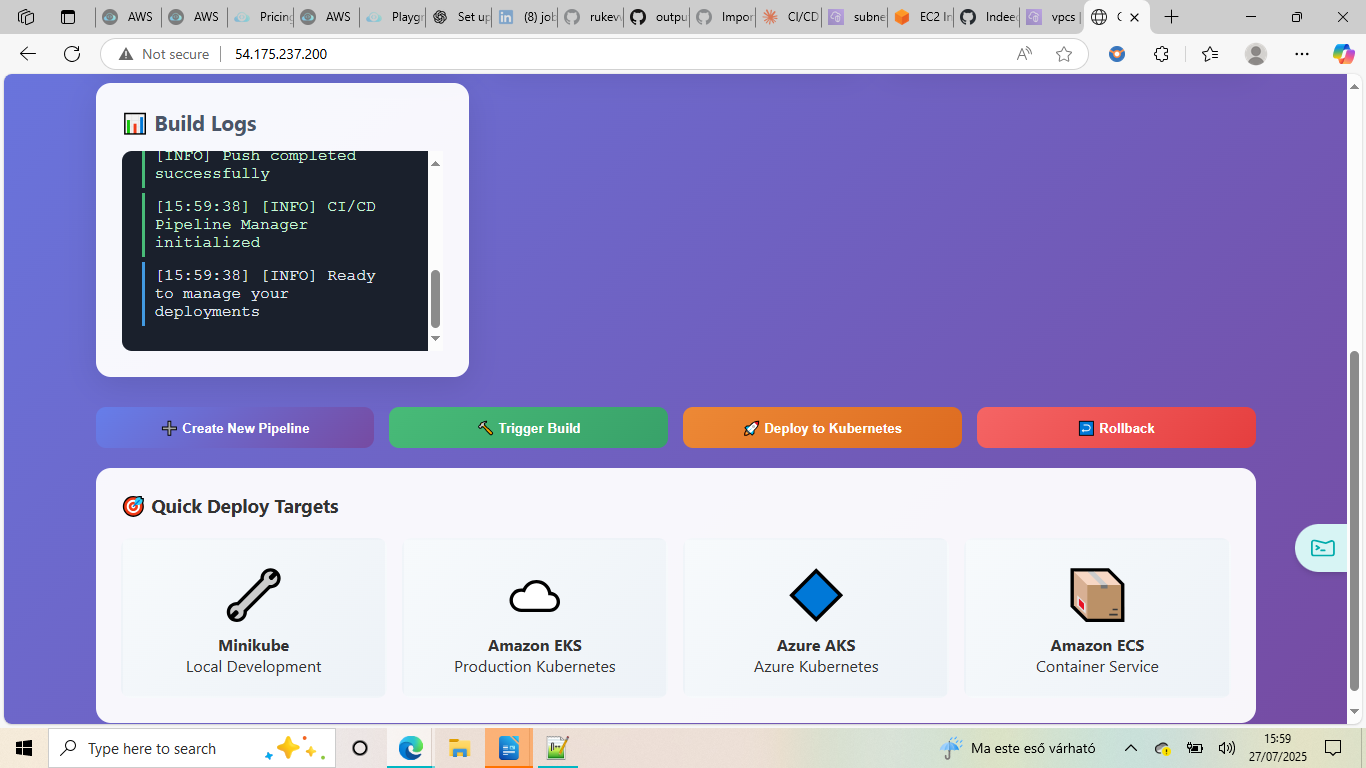 AWS
AWS
Pricing
AWS
Playgr
Set up
(8) job
rukevv
outpu
Impor
CI/CD
subne
EC2 In
Indeed
vpcs |
Not secure
54.175.237.200
Build Logs
[INFO] Push completed
successfully
[15:59:38] [INFO] CI/CD
Pipeline Manager
initialized
[15:59:38] [INFO] Ready
to manage your
deployments
Create New Pipeline
Trigger Build
Deploy to Kubernetes
Rollback
Quick Deploy Targets
Minikube
Local Development
Amazon EKS
Production Kubernetes
Azure AKS
Azure Kubernetes
Amazon ECS
Container Service
Type here to search
Ma este eső várható
15:59
27/07/2025